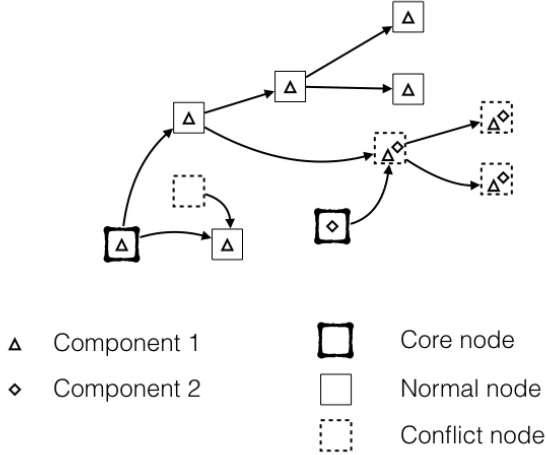 Component 1
Core node
Component 2
Normal node
Conflict node